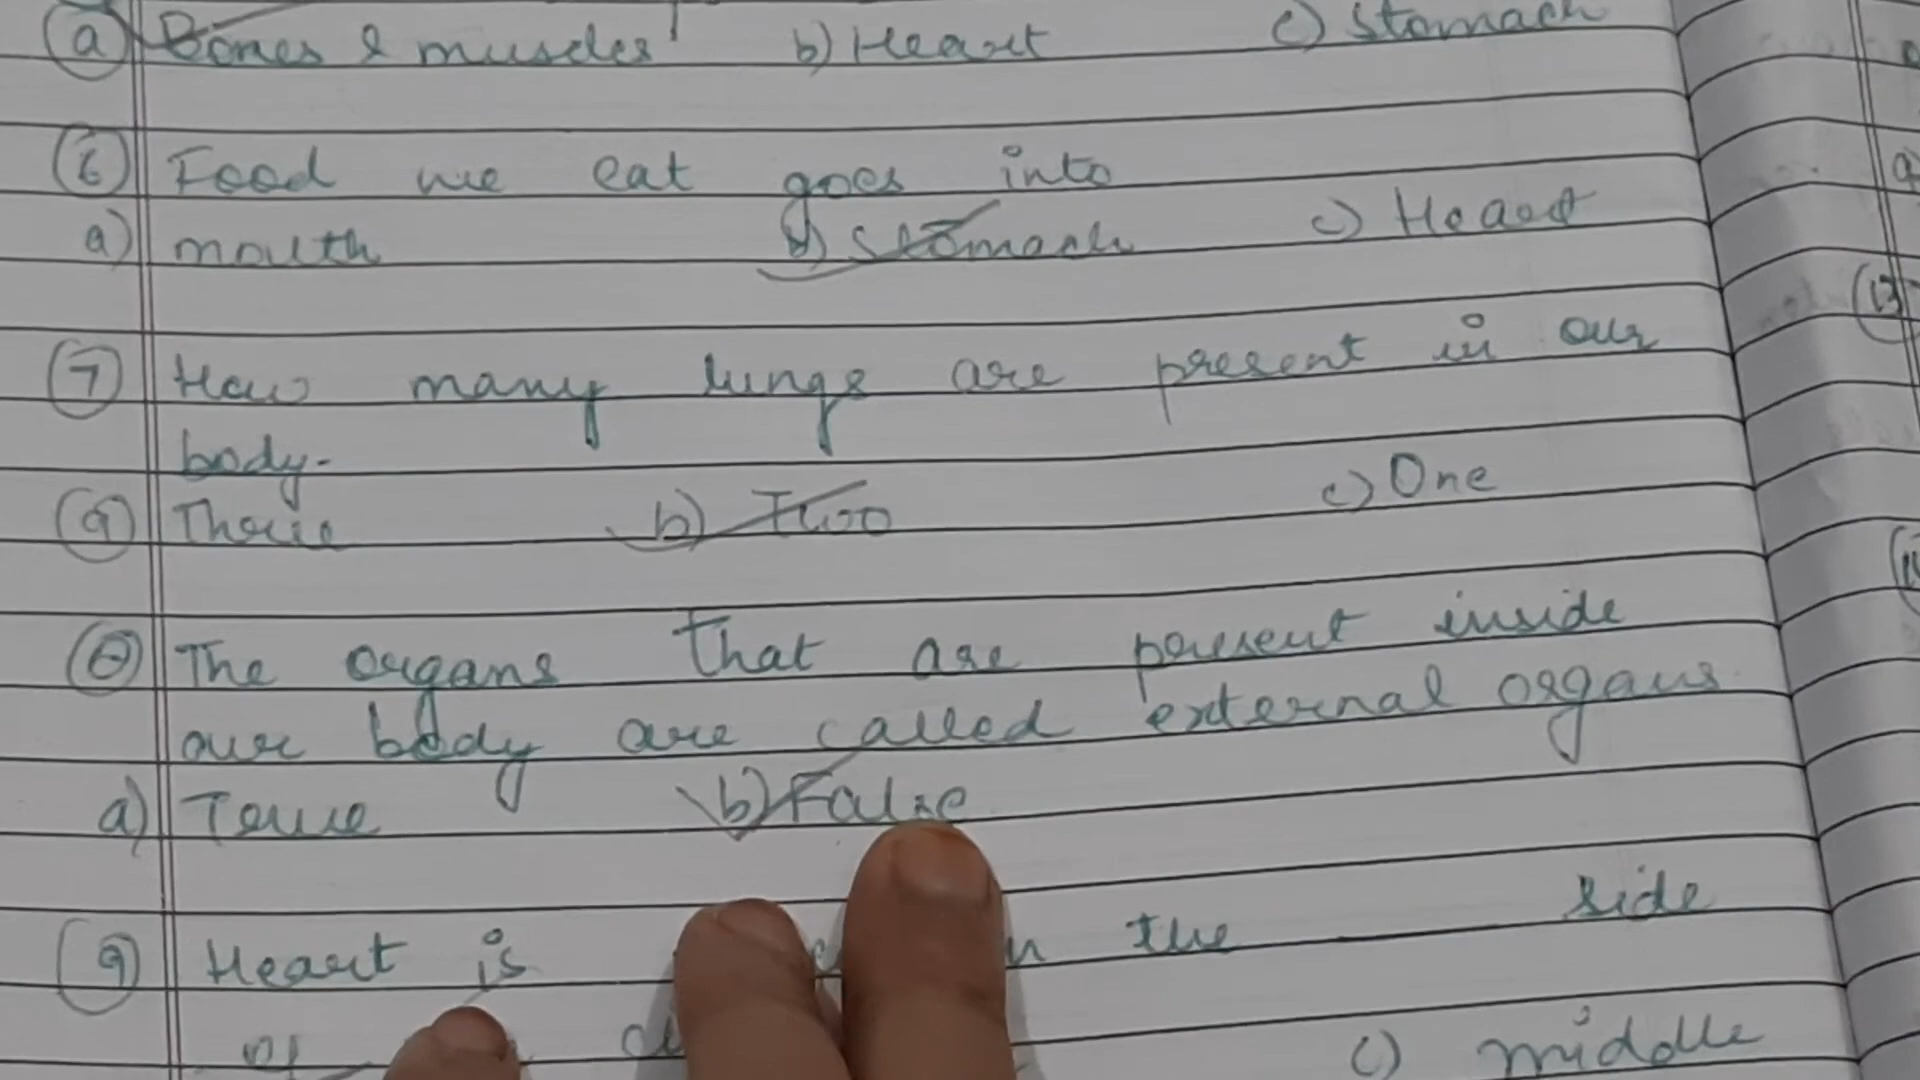 a) Bones & muscles b) Heart c) Stomach
6 Food we eat goes into
a) mouth b) Stomach c) Heart
7 How many lungs are present in our
body.
a) Three b) Two c) One
8 The organs that are present inside
our body are called external organs.
a) True b) False
9 Heart is the side
c) middle